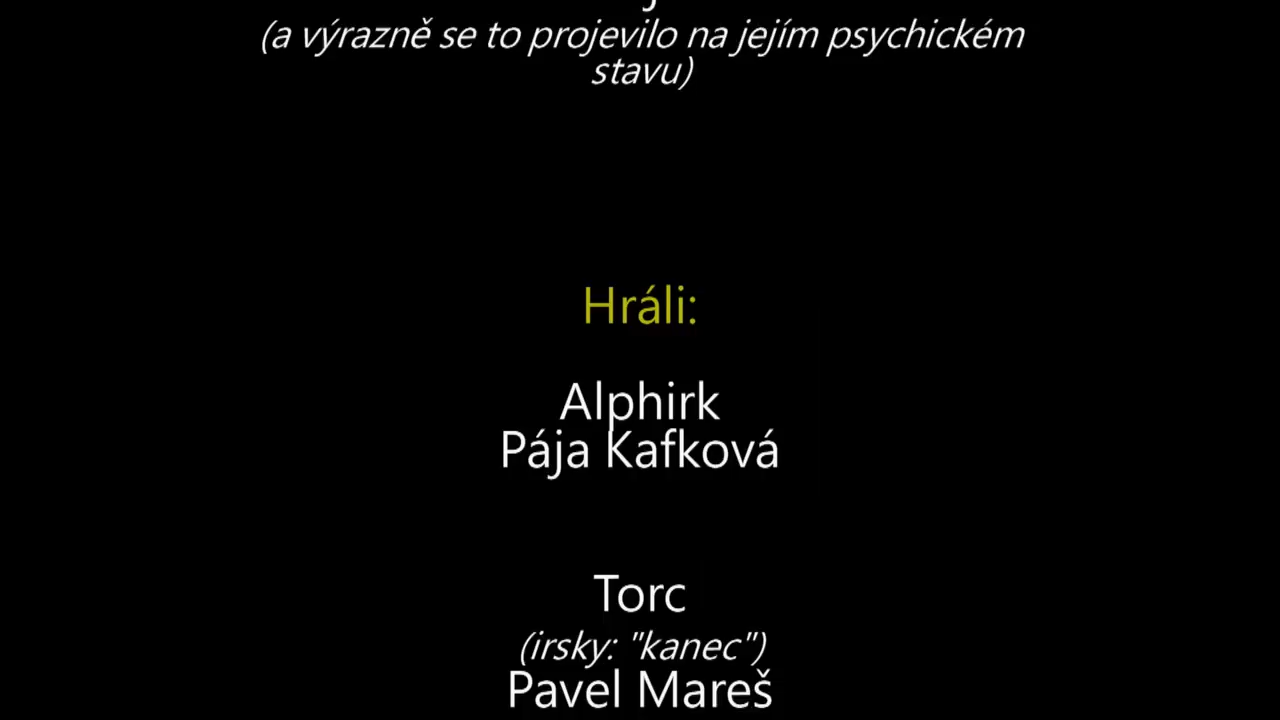 (a výrazně se to projevilo na jejím psychickém
stavu)
Hráli:
Alphirk
Pája Kafková
Torc
(irsky: "kanec")
Pavel Mareš